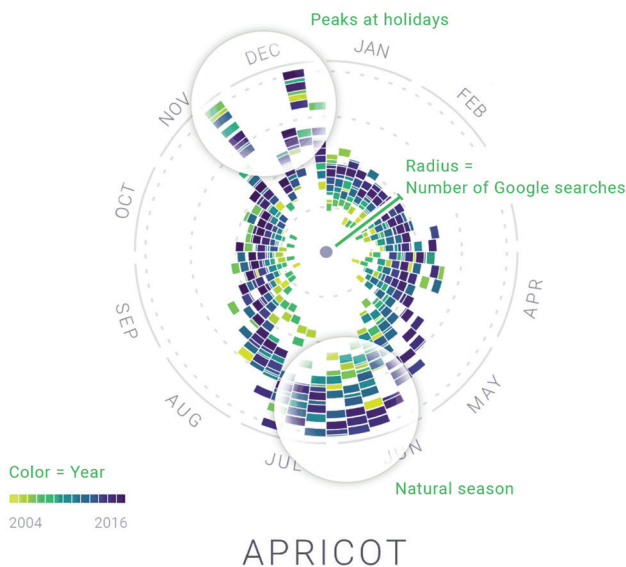 Peaks at holidays
DEC
JAN
NOV
FEB
Radius =
Number of Google searches
OCT
APR
SEP
MAY
AUG
JUL
JUN
Color = Year
2004
2016
Natural season
APRICOT